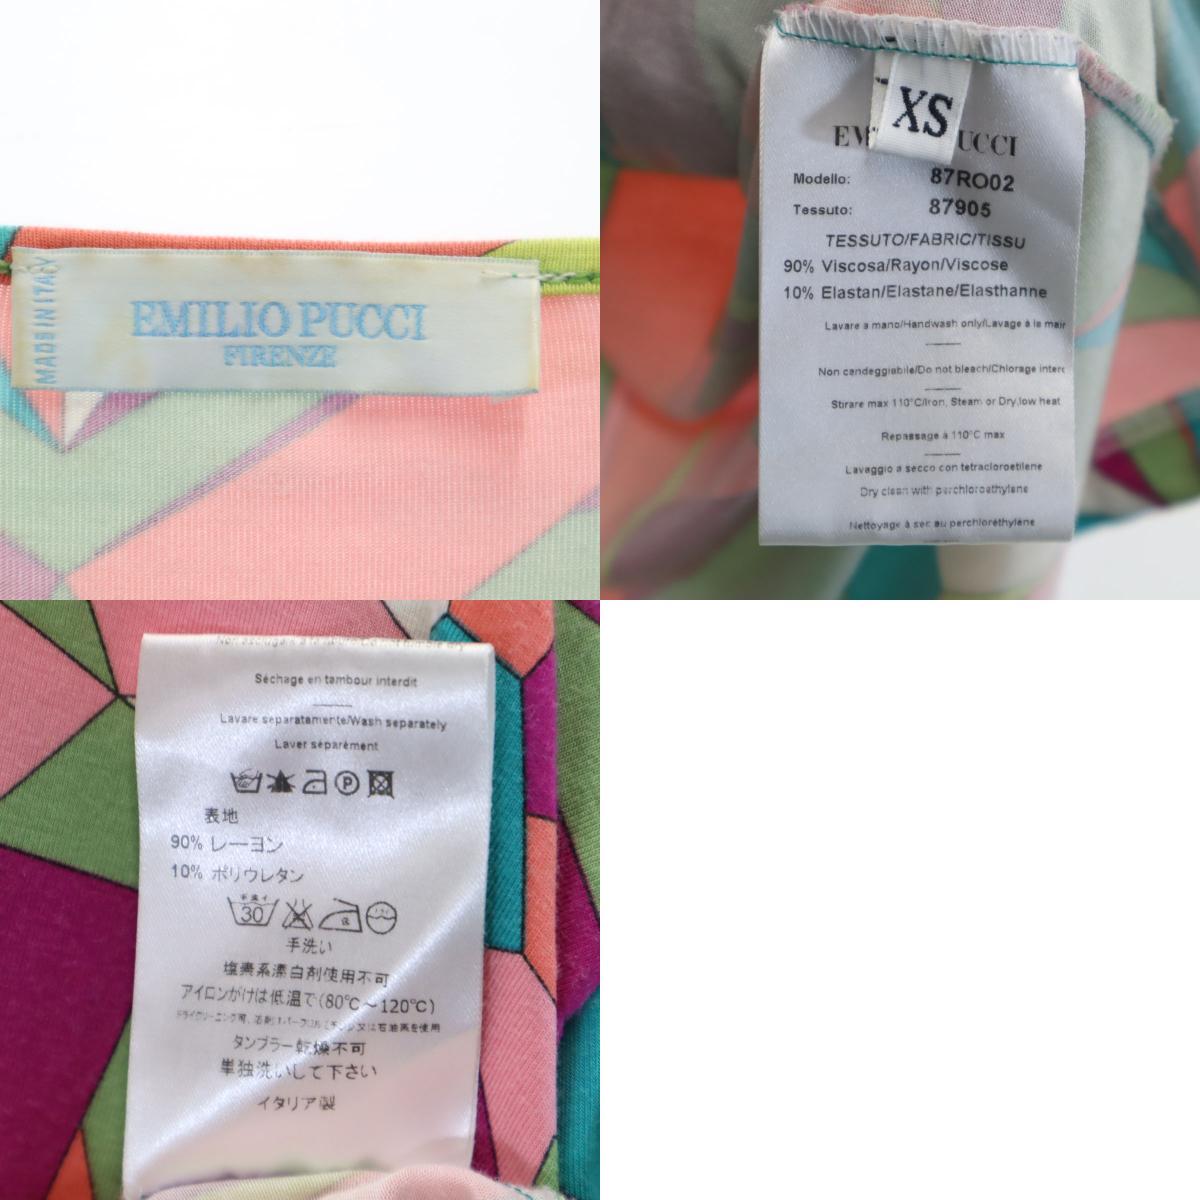 MADE IN ITALY
EMILIO PUCCI
FIRENZE
XS
EM UCCI
Modello: 87RO02
Tessuto: 87905
TESSUTO/FABRIC/TISSU
90% Viscosa/Rayon/Viscose
10% Elastan/Elastane/Elasthanne
Lavare a mano/Handwash only/Lavage à la mair
Non candeggiabile/Do not bleach/Chlorage interc
Stirare max 110°C/Iron, Steam or Dry,low heat
Repassage à 110°C max
Lavaggio a secco con tetracloroetilene
Dry clean with perchloroethylene
Nettoyage à sec au perchloréthylène
Séchage en tambour interdit
Lavare separatamente/Wash separately
Laver séparément
P
表地
90% レーヨン
10% ポリウレタン
30
手洗い
塩素系漂白剤使用不可
アイロンがけは低温で(80℃～120℃)
タンブラー乾燥不可
単独洗いして下さい
イタリア製